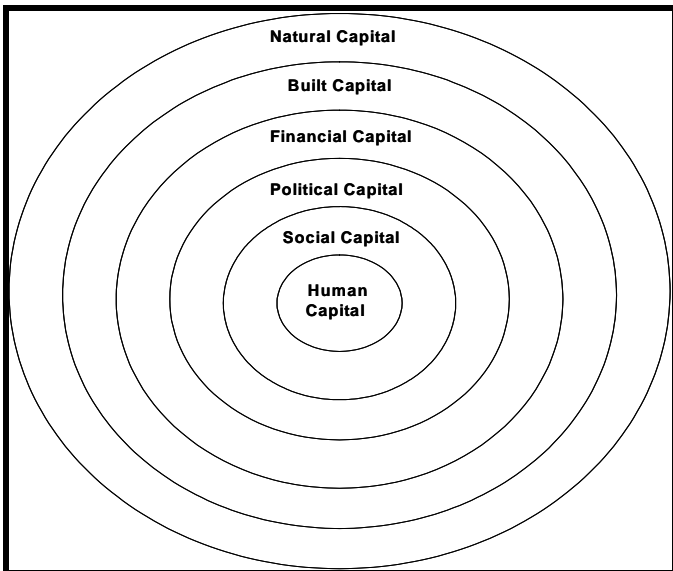 Natural Capital
Built Capital
Financial Capital
Political Capital
Social Capital
Human
Capital